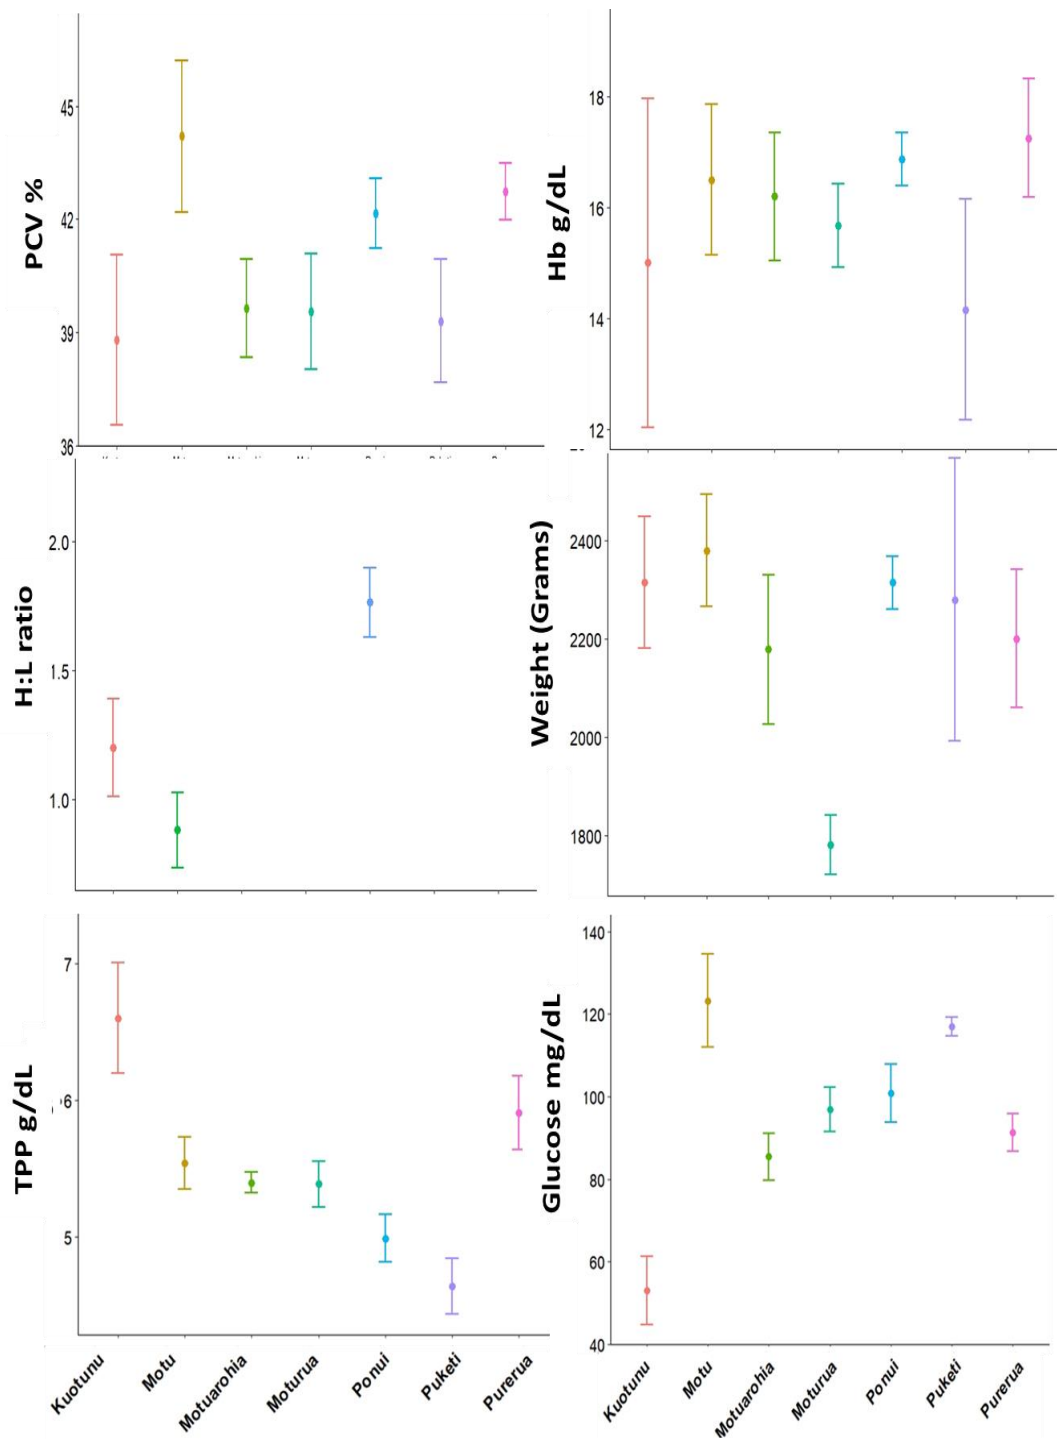 PCV %
45
42
39
36
Hb g/dL
18
16
14
12
H:L ratio
2.0
1.5
1.0
Weight (Grams)
2400
2200
2000
1800
TPP g/dL
7
6
5
Kuotunu
Motu
Motuarohia
Moturua
Ponui
Puketi
Purerua
Glucose mg/dL
140
120
100
80
60
40
Kuotunu
Motu
Motuarohia
Moturua
Ponui
Puketi
Purerua